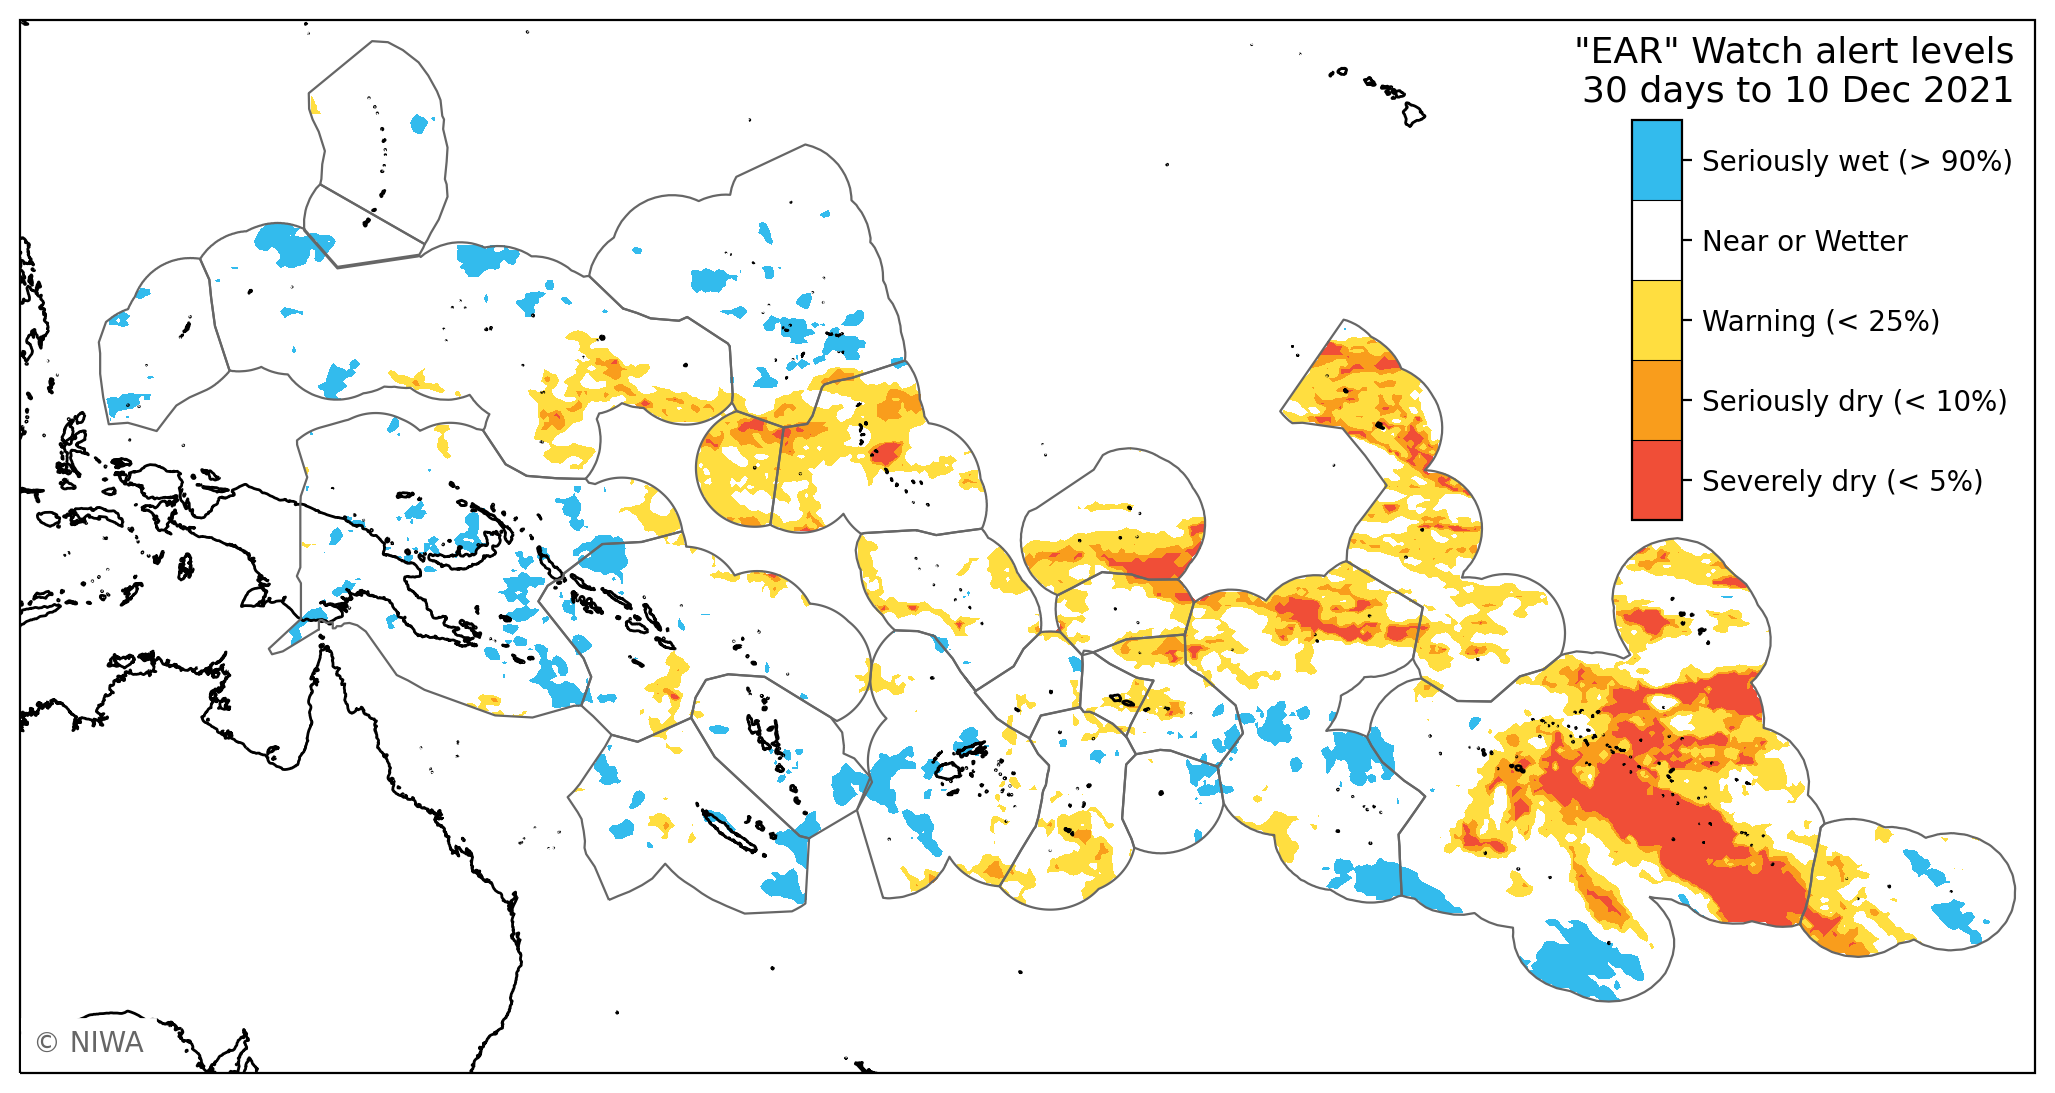 "EAR" Watch alert levels
30 days to 10 Dec 2021
Seriously wet (> 90%)
Near or Wetter
Warning (< 25%)
Seriously dry (< 10%)
Severely dry (< 5%)
© NIWA